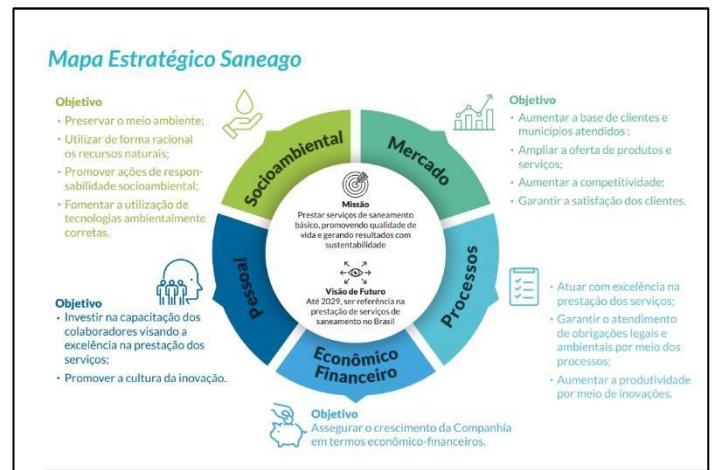 Mapa Estratégico Saneago
Objetivo
• Preservar o meio ambiente;
• Utilizar de forma racional
os recursos naturais;
• Promover ações de respon-
sabilidade socioambiental;
• Fomentar a utilização de
tecnologias ambientalmente
corretas.
Socioambiental
Mercado
Objetivo
• Aumentar a base de clientes e
municípios atendidos ;
• Ampliar a oferta de produtos e
serviços;
• Aumentar a competitividade;
• Garantir a satisfação dos clientes.
Missão
Prestar serviços de saneamento
básico, promovendo qualidade de
vida e gerando resultados com
sustentabilidade
Visão de Futuro
Até 2029, ser referência na
prestação de serviços de
saneamento no Brasil
Pessoal
Objetivo
• Investir na capacitação dos
colaboradores visando a
excelência na prestação dos
serviços;
• Promover a cultura da inovação.
Processos
• Atuar com excelência na
prestação dos serviços;
• Garantir o atendimento
de obrigações legais e
ambientais por meio dos
processos;
• Aumentar a produtividade
por meio de inovações.
Econômico
Financeiro
Objetivo
Assegurar o crescimento da Companhia
em termos econômico-financeiros.